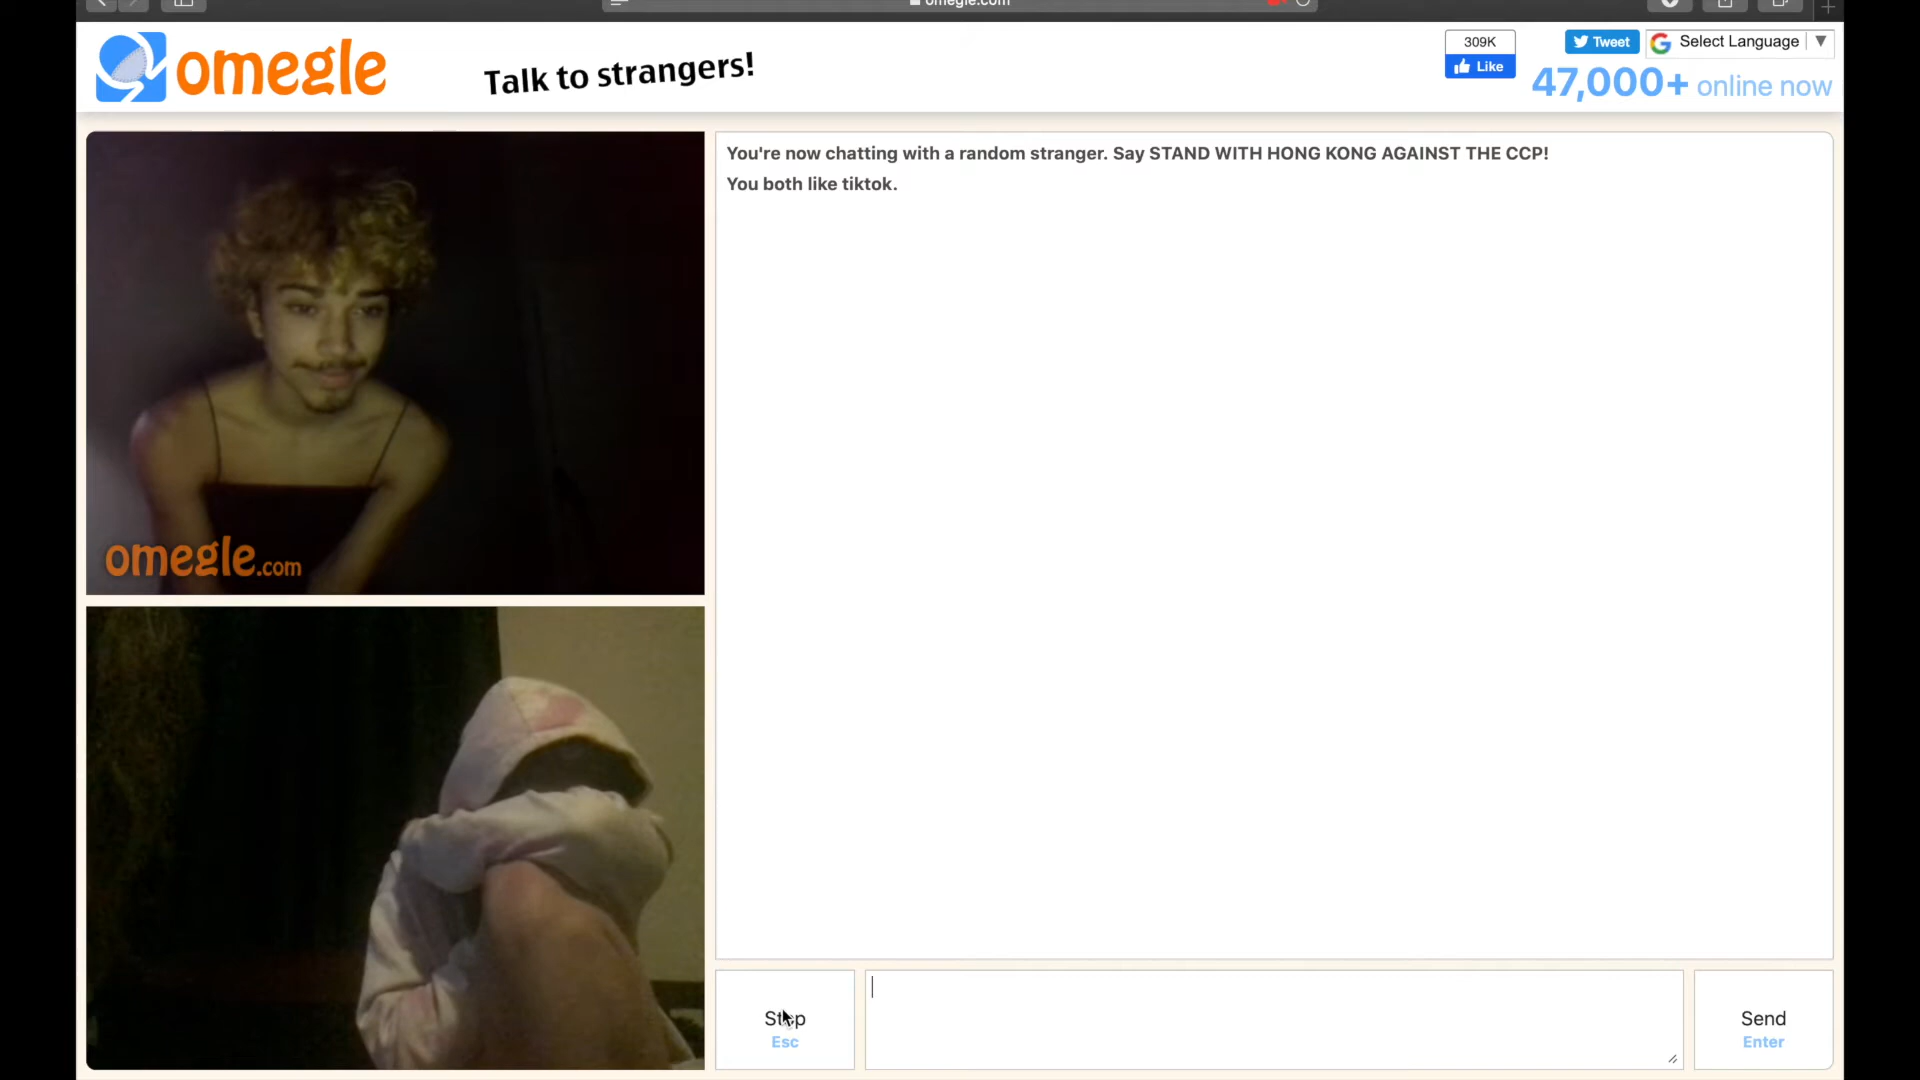 omegle.com
omegle
Talk to strangers!
309K
Like
Tweet
Select Language
47,000+ online now
You're now chatting with a random stranger. Say STAND WITH HONG KONG AGAINST THE CCP!
You both like tiktok.
omegle.com
Stop
Esc
Send
Enter